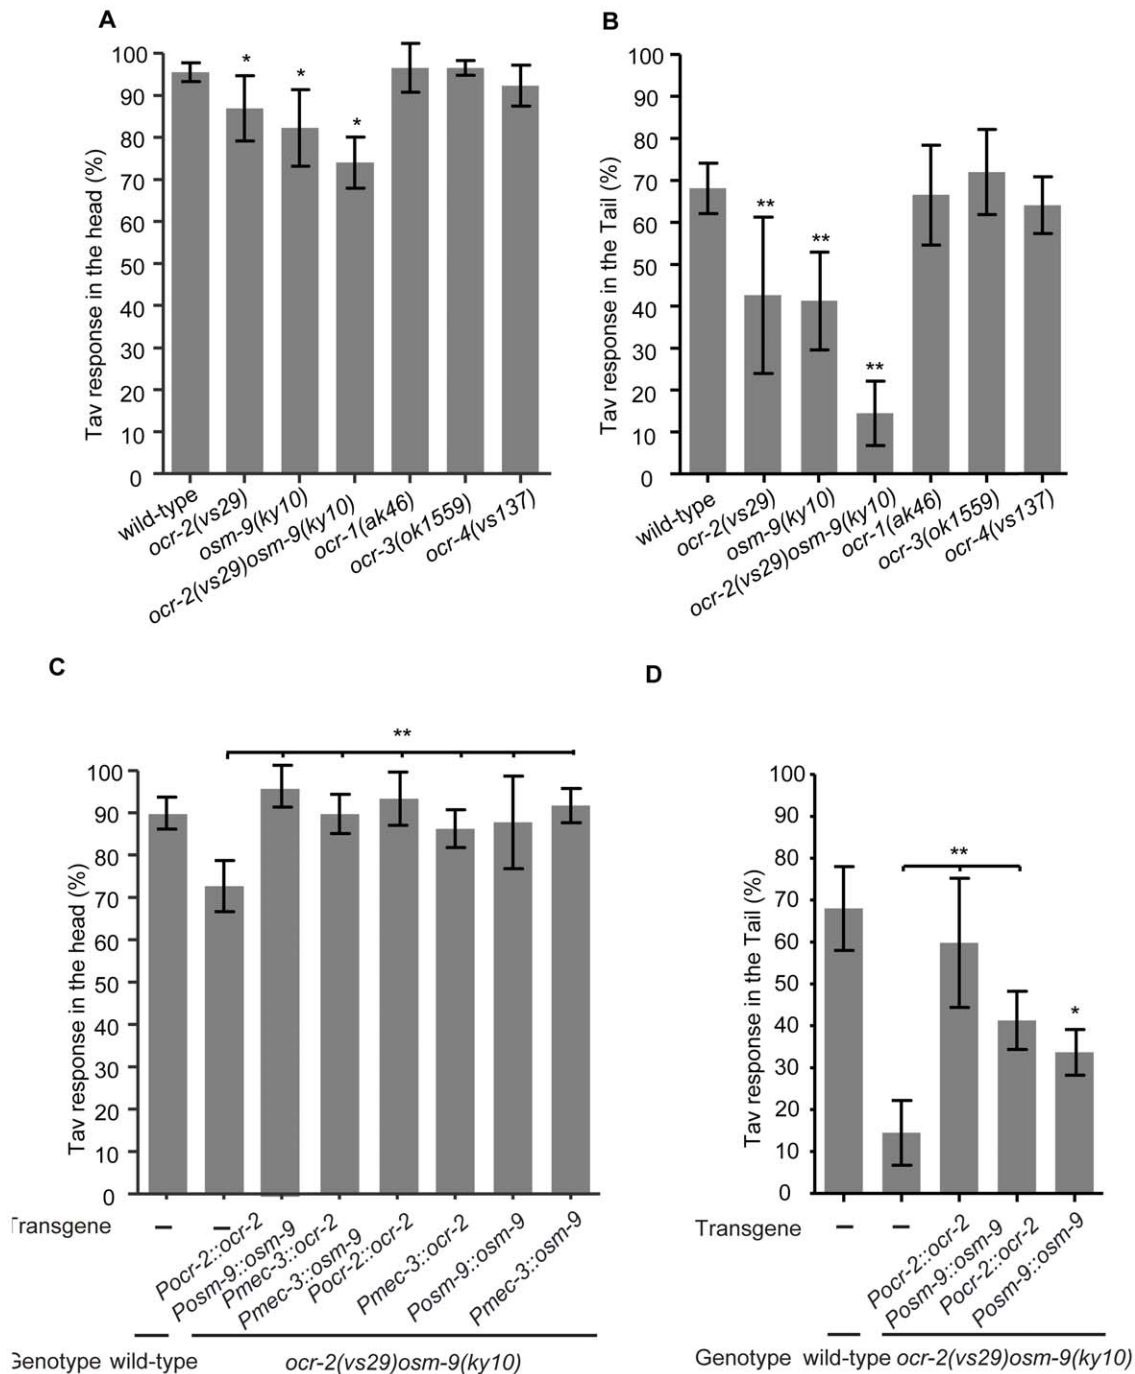 A
Tav response in the head (%)
100
90
80
70
60
50
40
30
20
10
0
*
*
*
wild-type
ocr-2(vs29)
osm-9(ky10)
ocr-2(vs29)osm-9(ky10)
ocr-1(ak46)
ocr-3(ok1559)
ocr-4(vs137)
B
Tav response in the Tail (%)
100
90
80
70
60
50
40
30
20
10
0
**
**
**
wild-type
ocr-2(vs29)
osm-9(ky10)
ocr-2(vs29)osm-9(ky10)
ocr-1(ak46)
ocr-3(ok1559)
ocr-4(vs137)
C
Tav response in the head (%)
100
90
80
70
60
50
40
30
20
10
0
**
Transgene
–
–
Pocr-2::ocr-2
Posm-9::osm-9
Pmec-3::ocr-2
Pmec-3::osm-9
Pocr-2::ocr-2
Pmec-3::ocr-2
Posm-9::osm-9
Pmec-3::osm-9
Genotype wild-type ocr-2(vs29)osm-9(ky10)
D
Tav response in the Tail (%)
100
90
80
70
60
50
40
30
20
10
0
**
*
Transgene
–
–
Pocr-2::ocr-2
Posm-9::osm-9
Pocr-2::ocr-2
Posm-9::osm-9
Genotype wild-type ocr-2(vs29)osm-9(ky10)